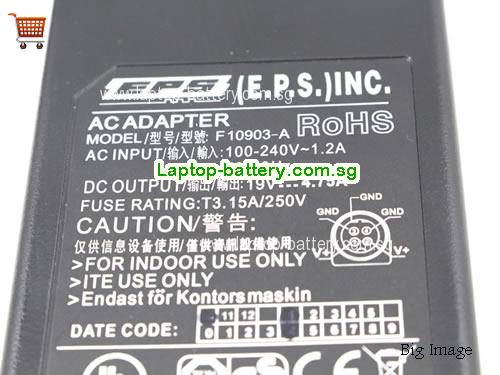 EPS (E.P.S.)INC.
Laptop-battery.com.sg
AC ADAPTER RoHS
MODEL/型号/型號: F10903-A
AC INPUT/输入/輸入:100-240V~1.2A
Laptop-battery.com.sg
DC OUTPUT/输出/輸出: 19V 4.75A
FUSE RATING:T3.15A/250V
CAUTION/警告:
GND
GND GND
V+ V+
仅供信息设备使用/僅供資訊設備使用
>FOR INDOOR USE ONLY
>ITE USE ONLY
>Endast för Kontorsmaskin
DATE CODE:
11 12 1 2 3 4 5
0 1 2 3 5 6 7 8 9
Big Image